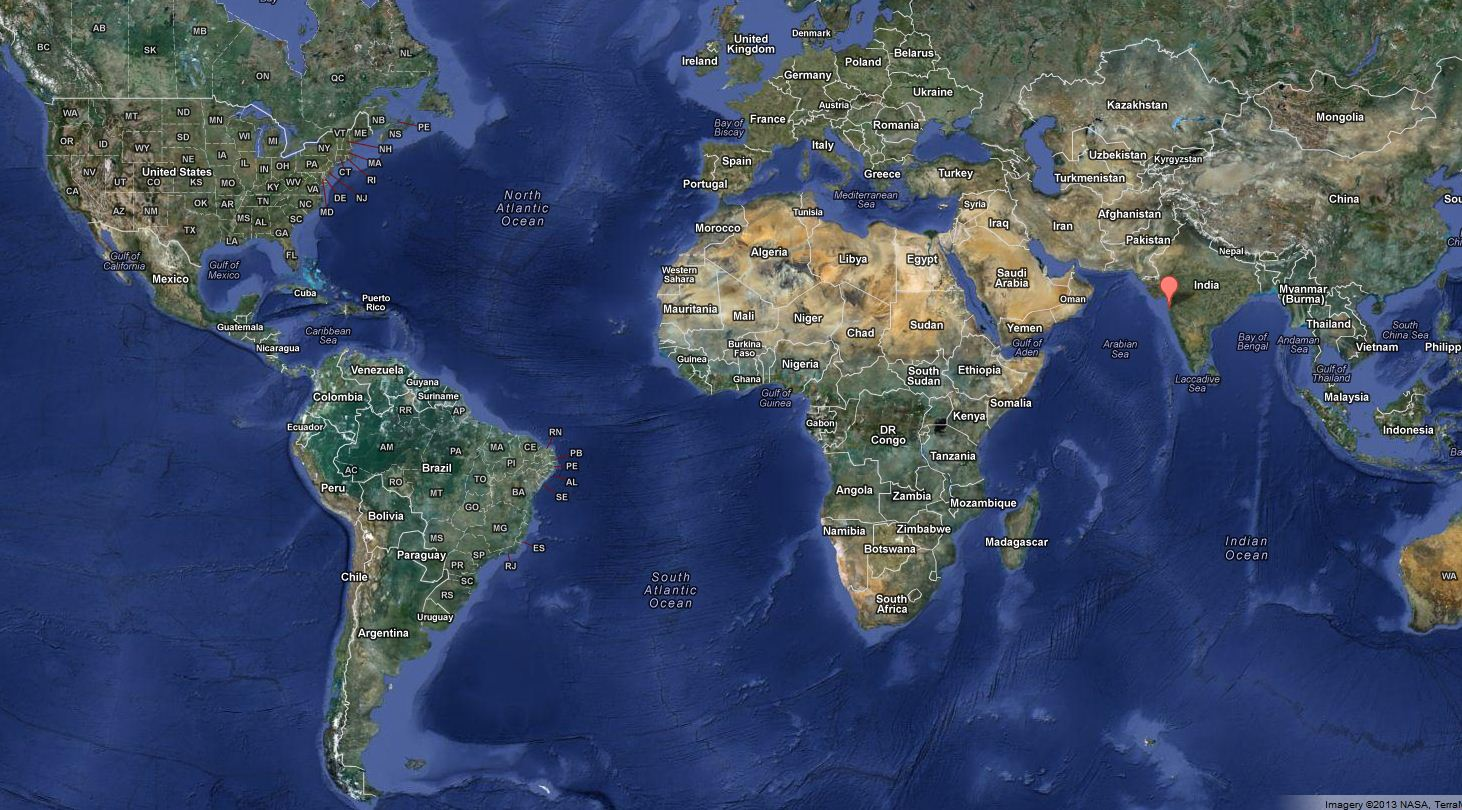 AB
MB
BC
SK
ON
QC
NL
WA
MT
ND
MN
NB
PE
NS
OR
ID
WY
SD
WI
MI
VT
ME
NH
NY
MA
NV
UT
NE
IA
IL
IN
OH
PA
CT
RI
CO
United States
KS
MO
KY
WV
VA
DE
NJ
CA
AZ
NM
OK
AR
TN
NC
MD
TX
MS
AL
SC
GA
LA
FL
Gulf of
California
Gulf of
Mexico
Mexico
Cuba
Puerto
Rico
Guatemala
Caribbean
Sea
Nicaragua
North
Atlantic
Ocean
Venezuela
Guyana
Suriname
Colombia
RR
AP
Ecuador
AM
PA
MA
CE
RN
PB
PE
AL
SE
PI
Brazil
AC
RO
TO
BA
Peru
MT
GO
Bolivia
MG
MS
ES
Paraguay
SP
RJ
PR
SC
RS
Chile
Uruguay
Argentina
South
Atlantic
Ocean
United
Kingdom
Denmark
Ireland
Belarus
Poland
Germany
Ukraine
Austria
France
Bay of
Biscay
Romania
Italy
Spain
Portugal
Greece
Turkey
Mediterranean
Sea
Tunisia
Syria
Morocco
Iraq
Iran
Algeria
Libya
Egypt
Western
Sahara
Saudi
Arabia
Oman
Mauritania
Mali
Niger
Chad
Sudan
Yemen
Gulf of
Aden
Burkina
Faso
Guinea
Nigeria
Ghana
South
Sudan
Ethiopia
Gulf of
Guinea
Somalia
Gabon
DR
Congo
Kenya
Tanzania
Angola
Zambia
Mozambique
Namibia
Zimbabwe
Botswana
Madagascar
South
Africa
Kazakhstan
Mongolia
Uzbekistan
Kyrgyzstan
Turkmenistan
China
Afghanistan
Pakistan
Nepal
India
Myanmar
(Burma)
Arabian
Sea
Bay of
Bengal
Andaman
Sea
Thailand
Vietnam
South
China Sea
Philipp
Gulf of
Thailand
Laccadive
Sea
Malaysia
Indonesia
Indian
Ocean
WA
Sou
Imagery ©2013 NASA, TerraM